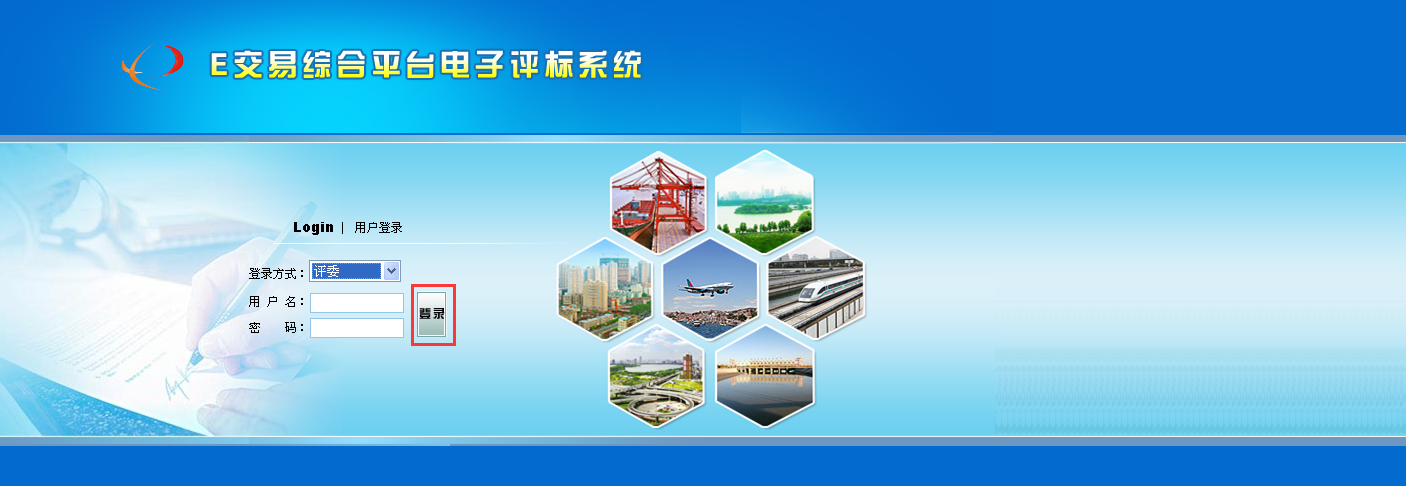 E交易综合平台电子评标系统
Login | 用户登录
登录方式： 评委
用 户 名：
密 码：
登录